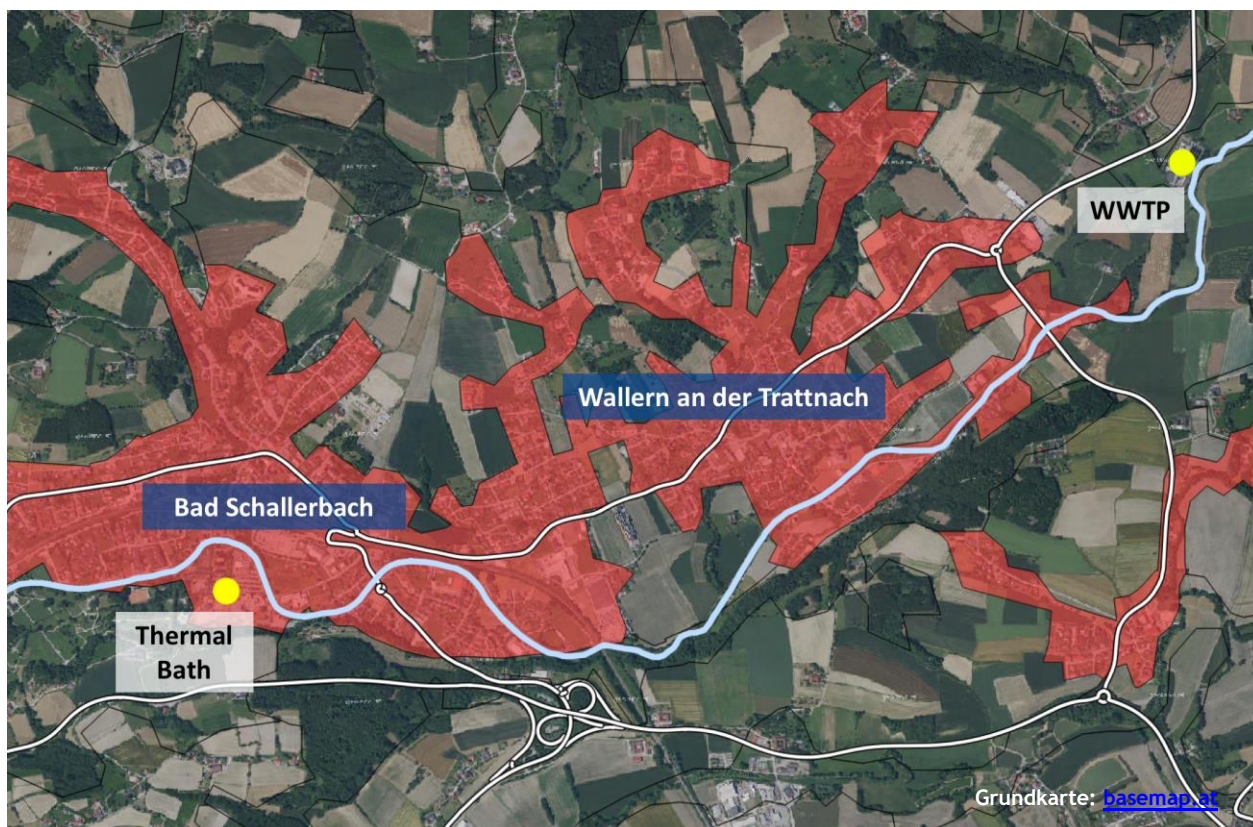 WWTP
Wallern an der Trattnach
Bad Schallerbach
Thermal
Bath
Grundkarte: basemap.at